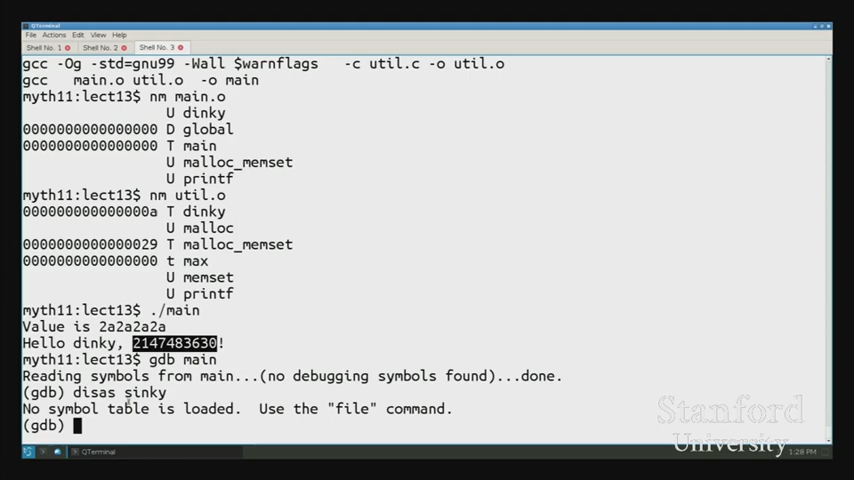 QTerminal
File Actions Edit View Help
Shell No. 1 Shell No. 2 Shell No. 3
gcc -Og -std=gnu99 -Wall $warnflags -c util.c -o util.o
gcc main.o util.o -o main
myth11:lect13$ nm main.o
U dinky
0000000000000000 D global
0000000000000000 T main
U malloc_memset
U printf
myth11:lect13$ nm util.o
000000000000000a T dinky
U malloc
0000000000000029 T malloc_memset
0000000000000000 t max
U memset
U printf
myth11:lect13$ ./main
Value is 2a2a2a2a
Hello dinky, 2147483630!
myth11:lect13$ gdb main
Reading symbols from main...(no debugging symbols found)...done.
(gdb) disas sinky
No symbol table is loaded. Use the "file" command.
(gdb)
Stanford
University
QTerminal
1:28 PM